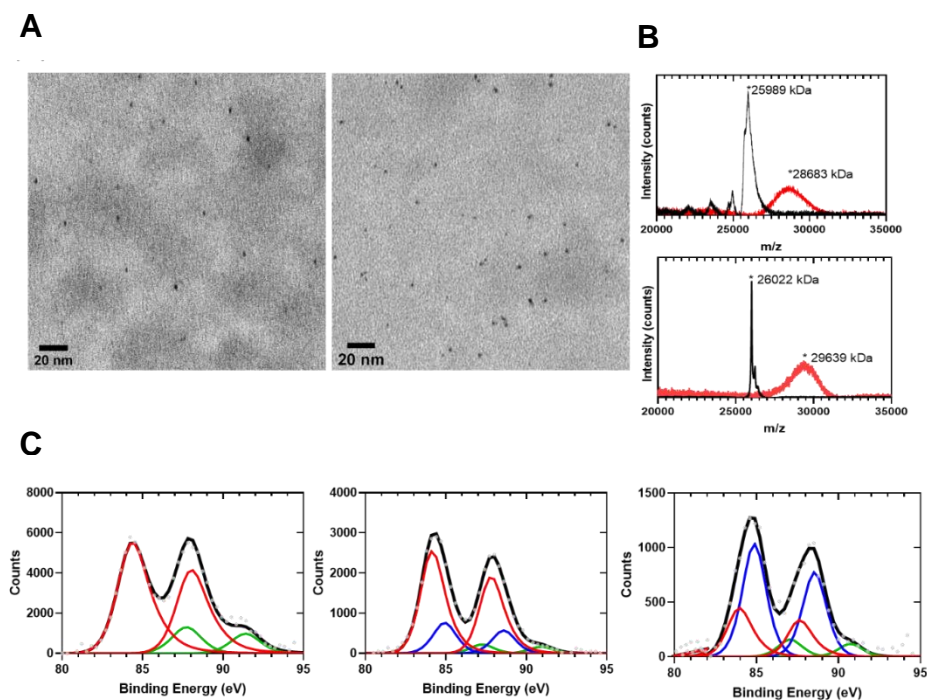 A
B
20 nm
20 nm
Intensity (counts)
*25989 kDa
*28683 kDa
20000 25000 30000 35000
m/z
Intensity (counts)
* 26022 kDa
* 29639 kDa
20000 25000 30000 35000
m/z
C
Counts
8000
6000
4000
2000
0
80 85 90 95
Binding Energy (eV)
Counts
4000
3000
2000
1000
0
80 85 90 95
Binding Energy (eV)
Counts
1500
1000
500
0
80 85 90 95
Binding Energy (eV)